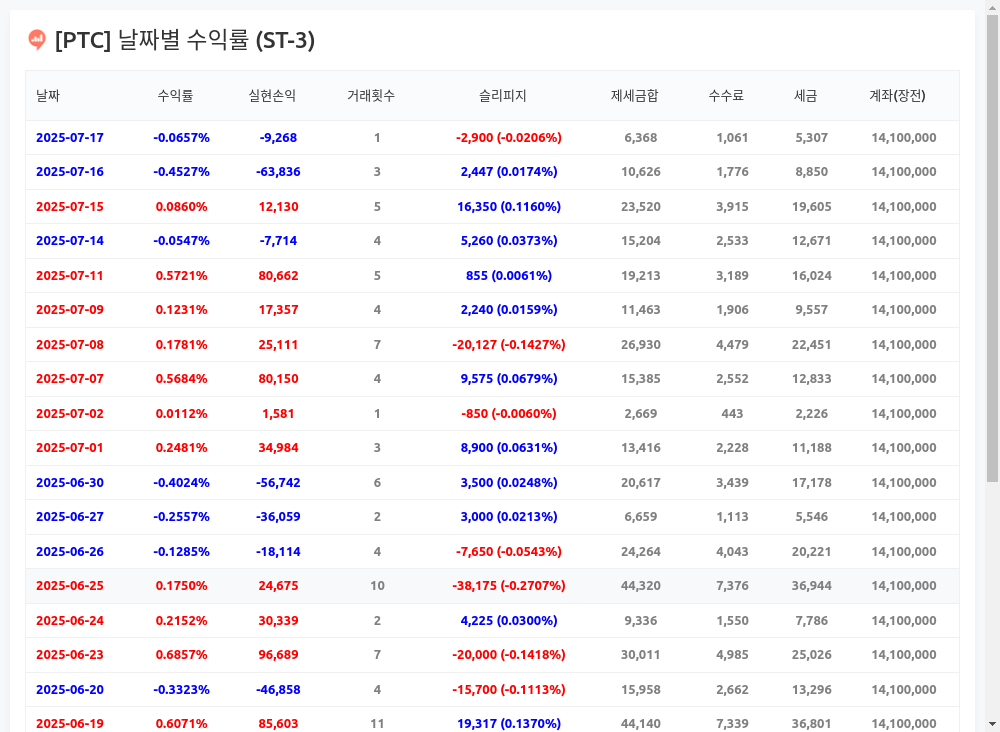 [PTC] 날짜별 수익률 (ST-3)
날짜 수익률 실현손익 거래횟수 슬리피지 제세금합 수수료 세금 계좌(장전)
2025-07-17 -0.0657% -9,268 1 -2,900 (-0.0206%) 6,368 1,061 5,307 14,100,000
2025-07-16 -0.4527% -63,836 3 2,447 (0.0174%) 10,626 1,776 8,850 14,100,000
2025-07-15 0.0860% 12,130 5 16,350 (0.1160%) 23,520 3,915 19,605 14,100,000
2025-07-14 -0.0547% -7,714 4 5,260 (0.0373%) 15,204 2,533 12,671 14,100,000
2025-07-11 0.5721% 80,662 5 855 (0.0061%) 19,213 3,189 16,024 14,100,000
2025-07-09 0.1231% 17,357 4 2,240 (0.0159%) 11,463 1,906 9,557 14,100,000
2025-07-08 0.1781% 25,111 7 -20,127 (-0.1427%) 26,930 4,479 22,451 14,100,000
2025-07-07 0.5684% 80,150 4 9,575 (0.0679%) 15,385 2,552 12,833 14,100,000
2025-07-02 0.0112% 1,581 1 -850 (-0.0060%) 2,669 443 2,226 14,100,000
2025-07-01 0.2481% 34,984 3 8,900 (0.0631%) 13,416 2,228 11,188 14,100,000
2025-06-30 -0.4024% -56,742 6 3,500 (0.0248%) 20,617 3,439 17,178 14,100,000
2025-06-27 -0.2557% -36,059 2 3,000 (0.0213%) 6,659 1,113 5,546 14,100,000
2025-06-26 -0.1285% -18,114 4 -7,650 (-0.0543%) 24,264 4,043 20,221 14,100,000
2025-06-25 0.1750% 24,675 10 -38,175 (-0.2707%) 44,320 7,376 36,944 14,100,000
2025-06-24 0.2152% 30,339 2 4,225 (0.0300%) 9,336 1,550 7,786 14,100,000
2025-06-23 0.6857% 96,689 7 -20,000 (-0.1418%) 30,011 4,985 25,026 14,100,000
2025-06-20 -0.3323% -46,858 4 -15,700 (-0.1113%) 15,958 2,662 13,296 14,100,000
2025-06-19 0.6071% 85,603 11 19,317 (0.1370%) 44,140 7,339 36,801 14,100,000